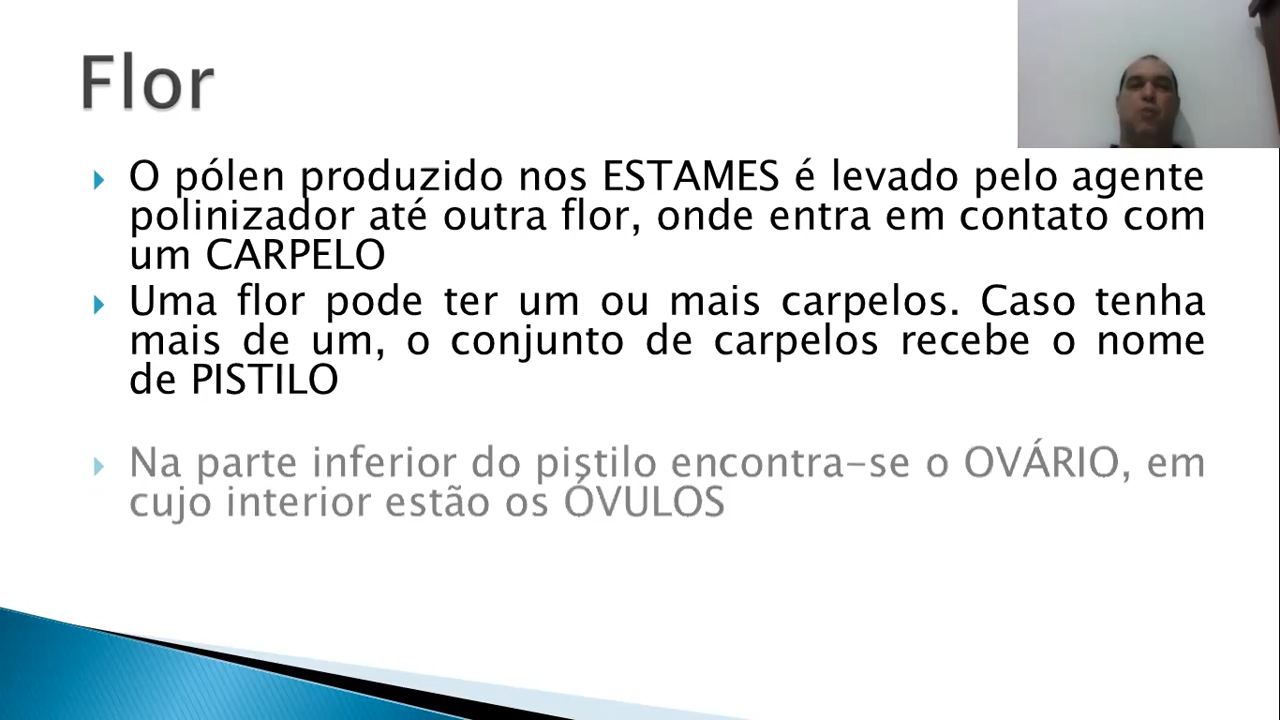 Flor
O pólen produzido nos ESTAMES é levado pelo agente
polinizador até outra flor, onde entra em contato com
um CARPELO
Uma flor pode ter um ou mais carpelos. Caso tenha
mais de um, o conjunto de carpelos recebe o nome
de PISTILO
Na parte inferior do pistilo encontra-se o OVÁRIO, em
cujo interior estão os ÓVULOS